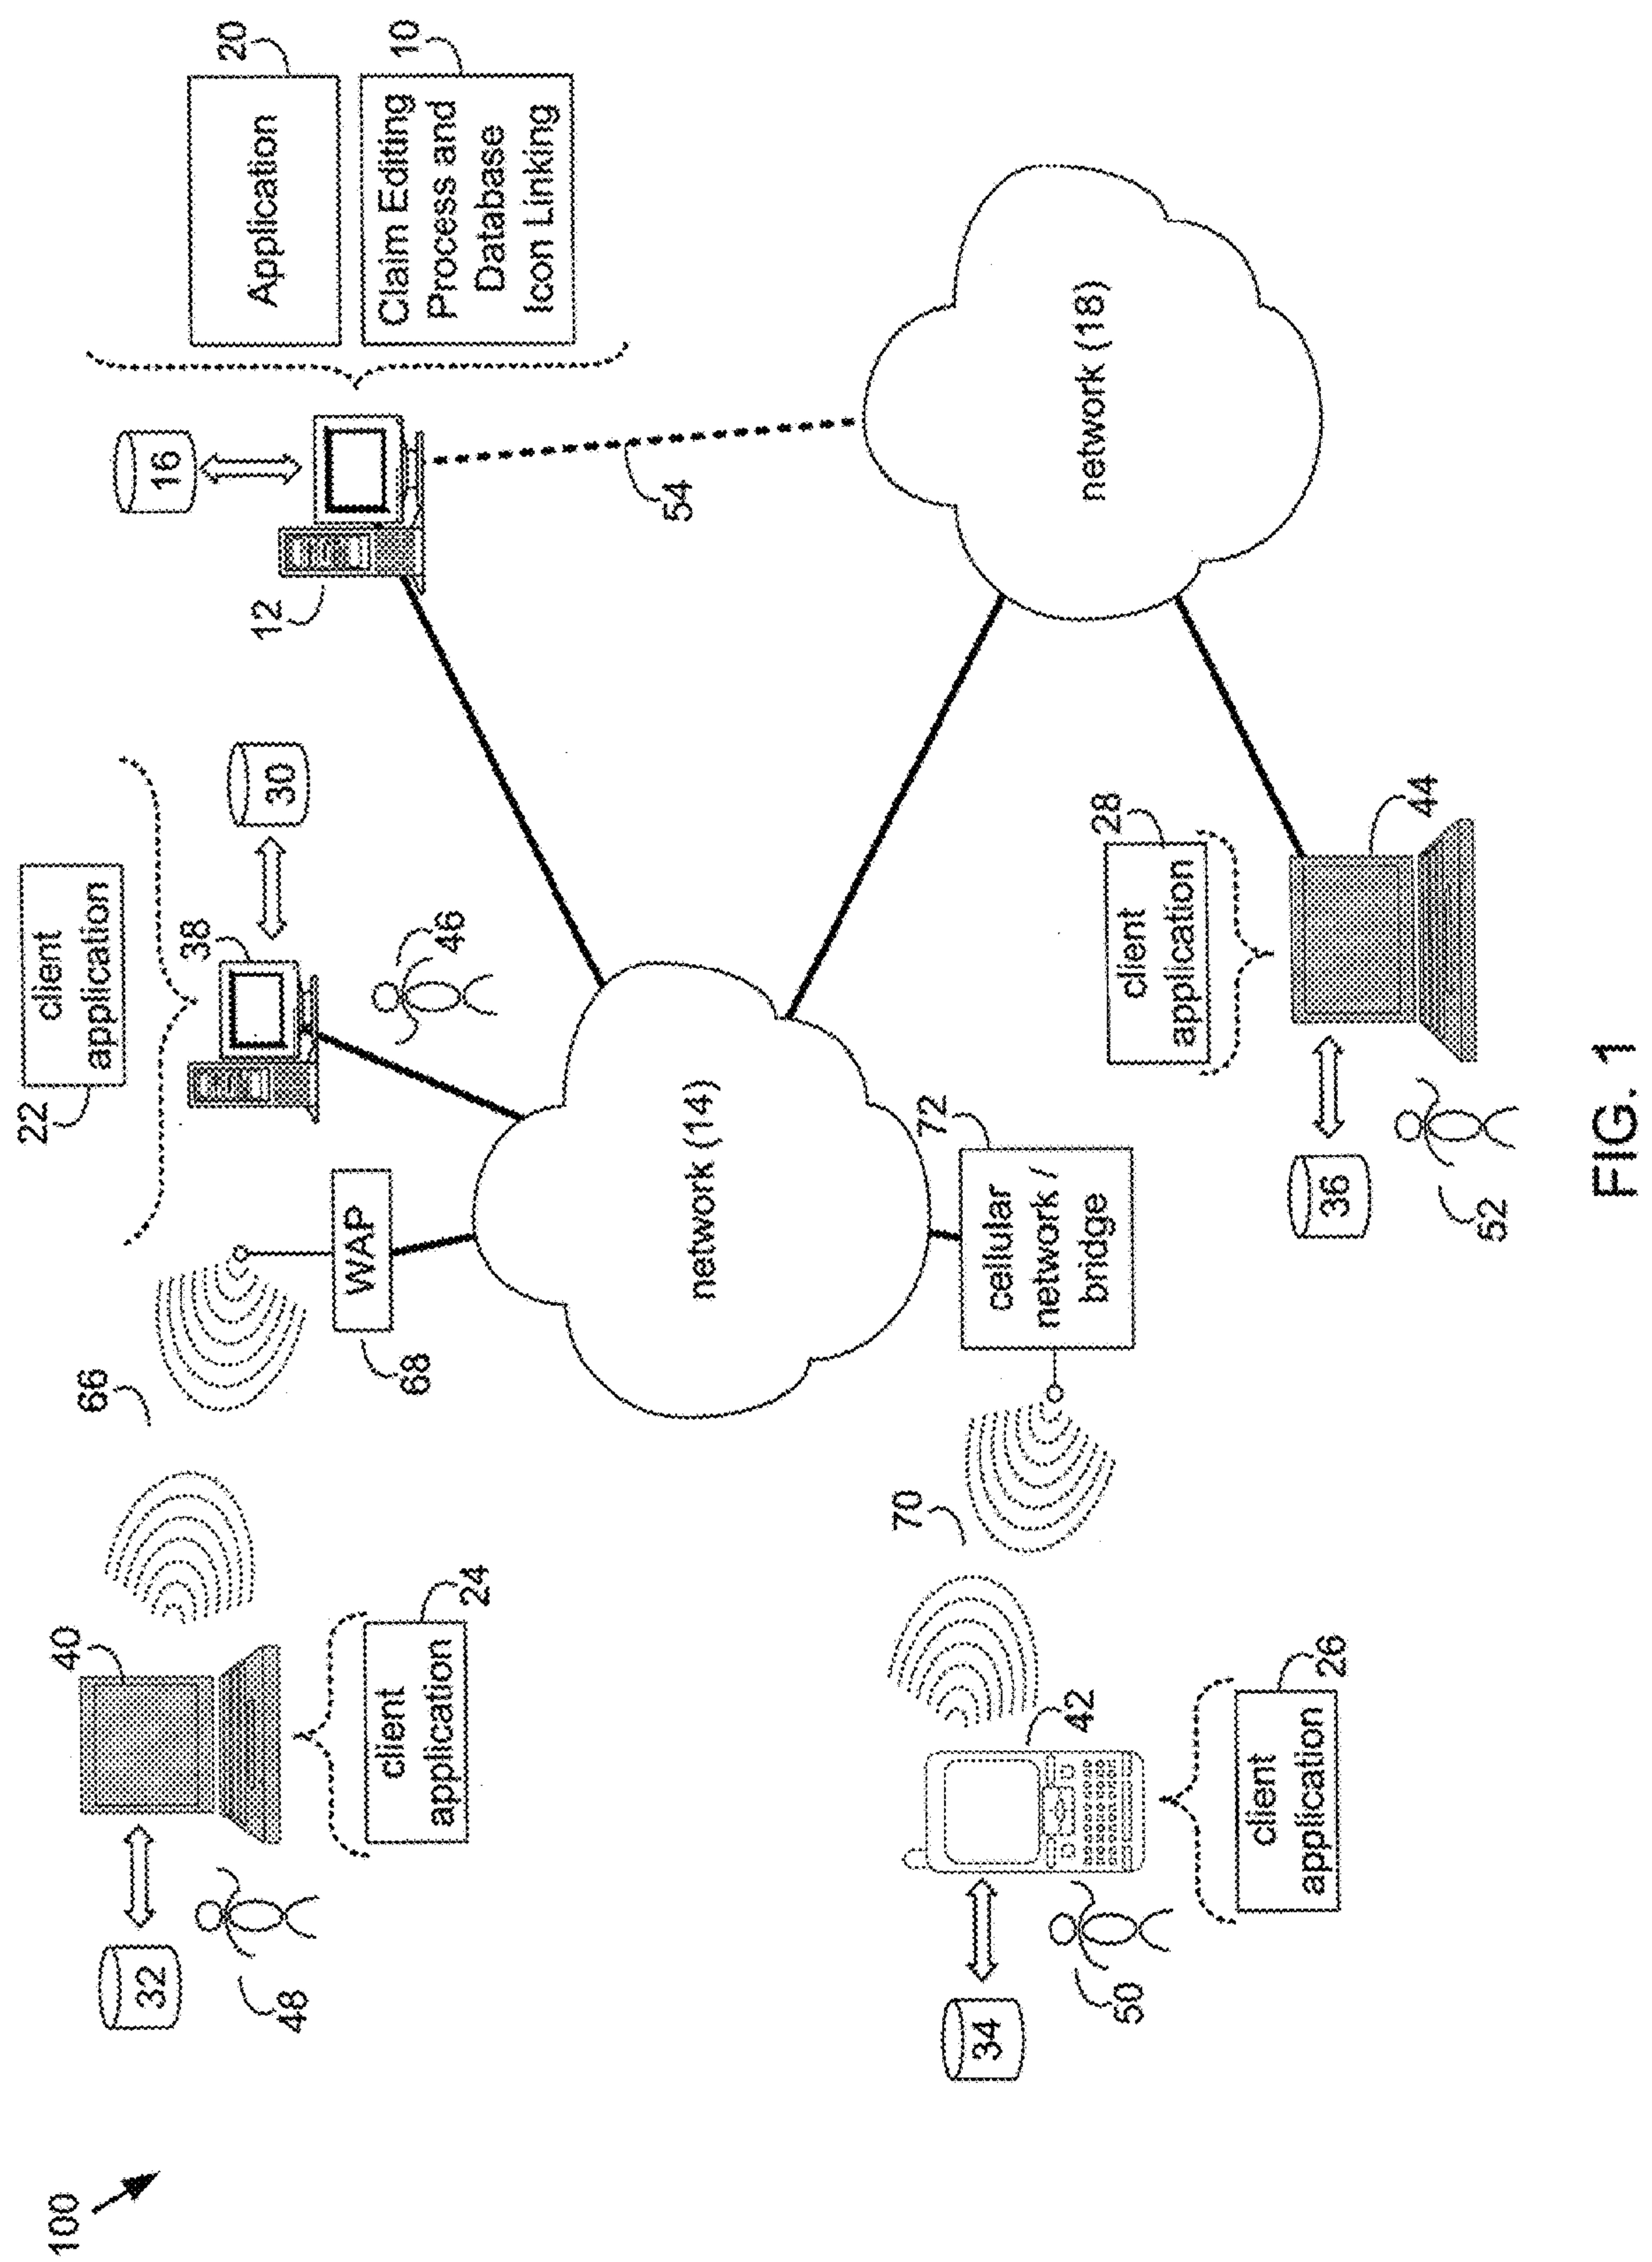 100
40
32
48
24
client
application
66
22
client
application
38
30
46
WAP
68
16
12
20
Application
10
Claim Editing
Process and
Database
Icon Linking
54
network (14)
network (18)
70
42
34
50
26
client
application
72
cellular
network /
bridge
28
client
application
44
36
52
FIG. 1